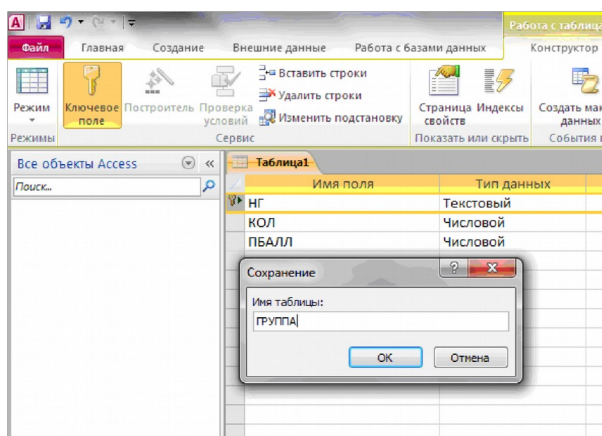 A
Работа с таблица
Файл Главная Создание Внешние данные Работа с базами данных Конструктор
Режим Ключевое поле Построитель Проверка условий Вставить строки Страница свойств Индексы Создать мак данных
Удалить строки
Изменить подстановку
Режимы Сервис Показать или скрыть События
Все объекты Access « Таблица1
Поиск... Имя поля Тип данных
НГ Текстовый
КОЛ Числовой
ПБАЛЛ Числовой
Сохранение ? X
Имя таблицы:
ГРУППА
ОК Отмена